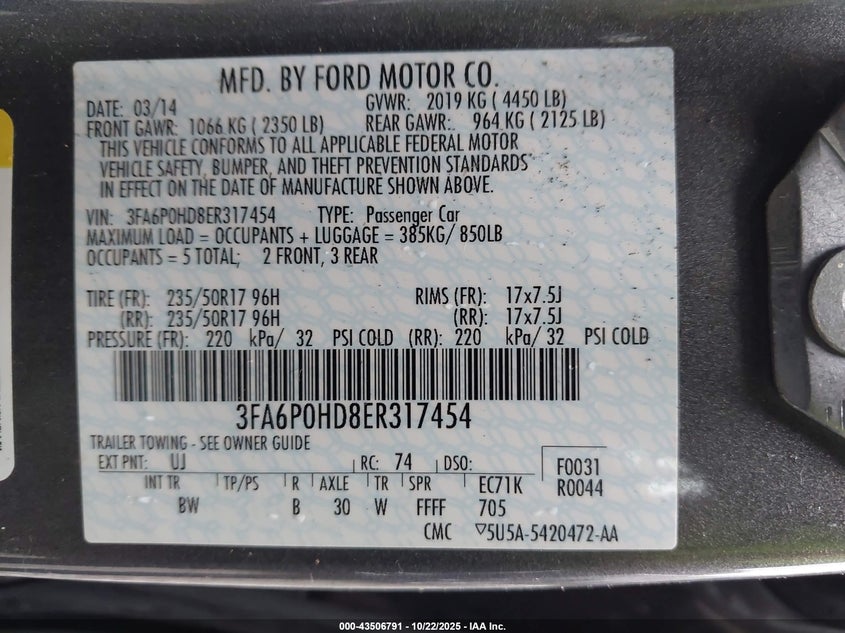 MFD. BY FORD MOTOR CO.
DATE: 03/14 GVWR: 2019 KG ( 4450 LB)
FRONT GAWR: 1066 KG ( 2350 LB) REAR GAWR: 964 KG ( 2125 LB)
THIS VEHICLE CONFORMS TO ALL APPLICABLE FEDERAL MOTOR
VEHICLE SAFETY, BUMPER, AND THEFT PREVENTION STANDARDS
IN EFFECT ON THE DATE OF MANUFACTURE SHOWN ABOVE.
VIN: 3FA6P0HD8ER317454 TYPE: Passenger Car
MAXIMUM LOAD = OCCUPANTS + LUGGAGE = 385KG/ 850LB
OCCUPANTS = 5 TOTAL; 2 FRONT, 3 REAR
TIRE (FR): 235/50R17 96H RIMS (FR): 17x7.5J
(RR): 235/50R17 96H (RR): 17x7.5J
PRESSURE (FR): 220 kPa/ 32 PSI COLD (RR): 220 kPa/ 32 PSI COLD
3FA6P0HD8ER317454
TRAILER TOWING - SEE OWNER GUIDE
EXT PNT: UJ RC: 74 DSO: F0031
INT TR TP/PS R AXLE TR SPR EC71K R0044
BW B 30 W FFFF 705
CMC 5U5A-5420472-AA
000-43506791 - 10/22/2025 - IAA Inc.